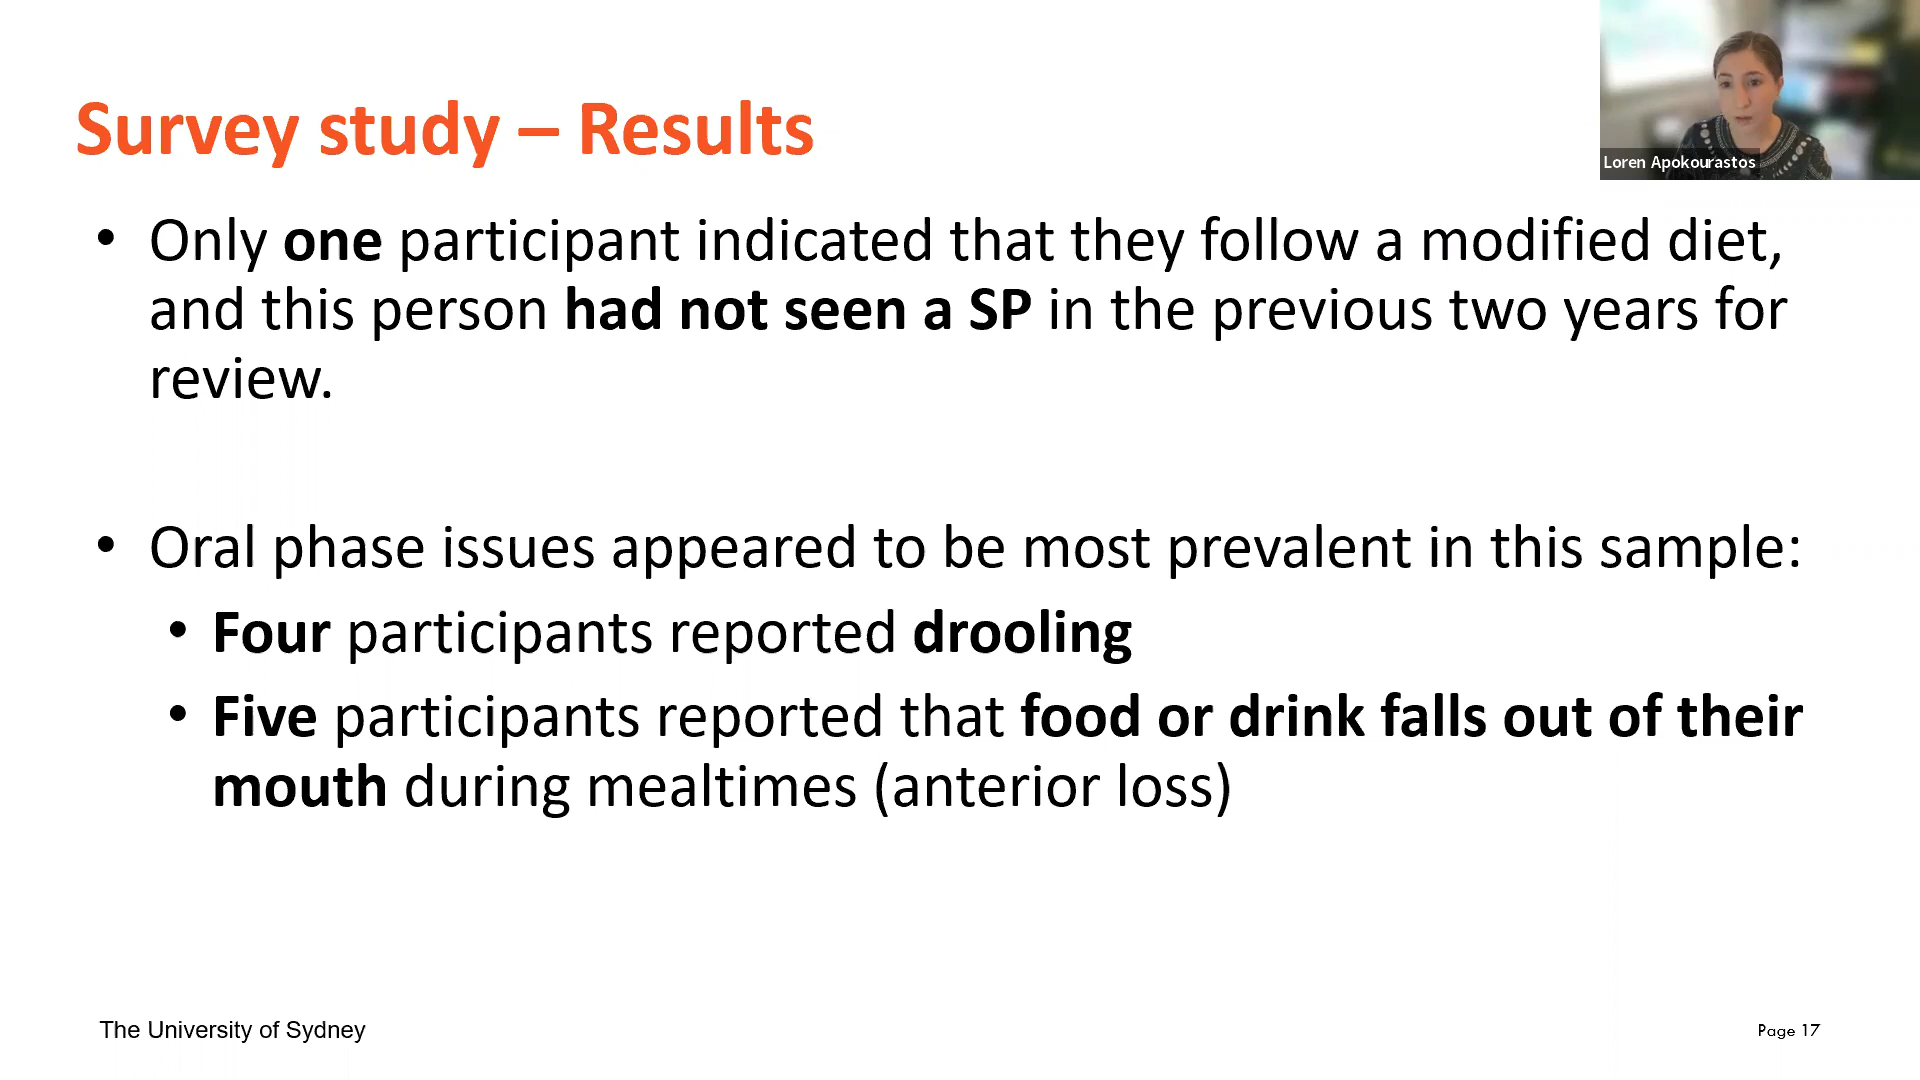 Survey study – Results
Loren Apokourastos
• Only one participant indicated that they follow a modified diet,
and this person had not seen a SP in the previous two years for
review.
• Oral phase issues appeared to be most prevalent in this sample:
• Four participants reported drooling
• Five participants reported that food or drink falls out of their
mouth during mealtimes (anterior loss)
The University of Sydney
Page 17